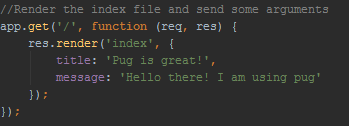 //Render the index file and send some arguments
app.get('/', function (req, res) {
    res.render('index', {
        title: 'Pug is great!',
        message: 'Hello there! I am using pug'
    });
});